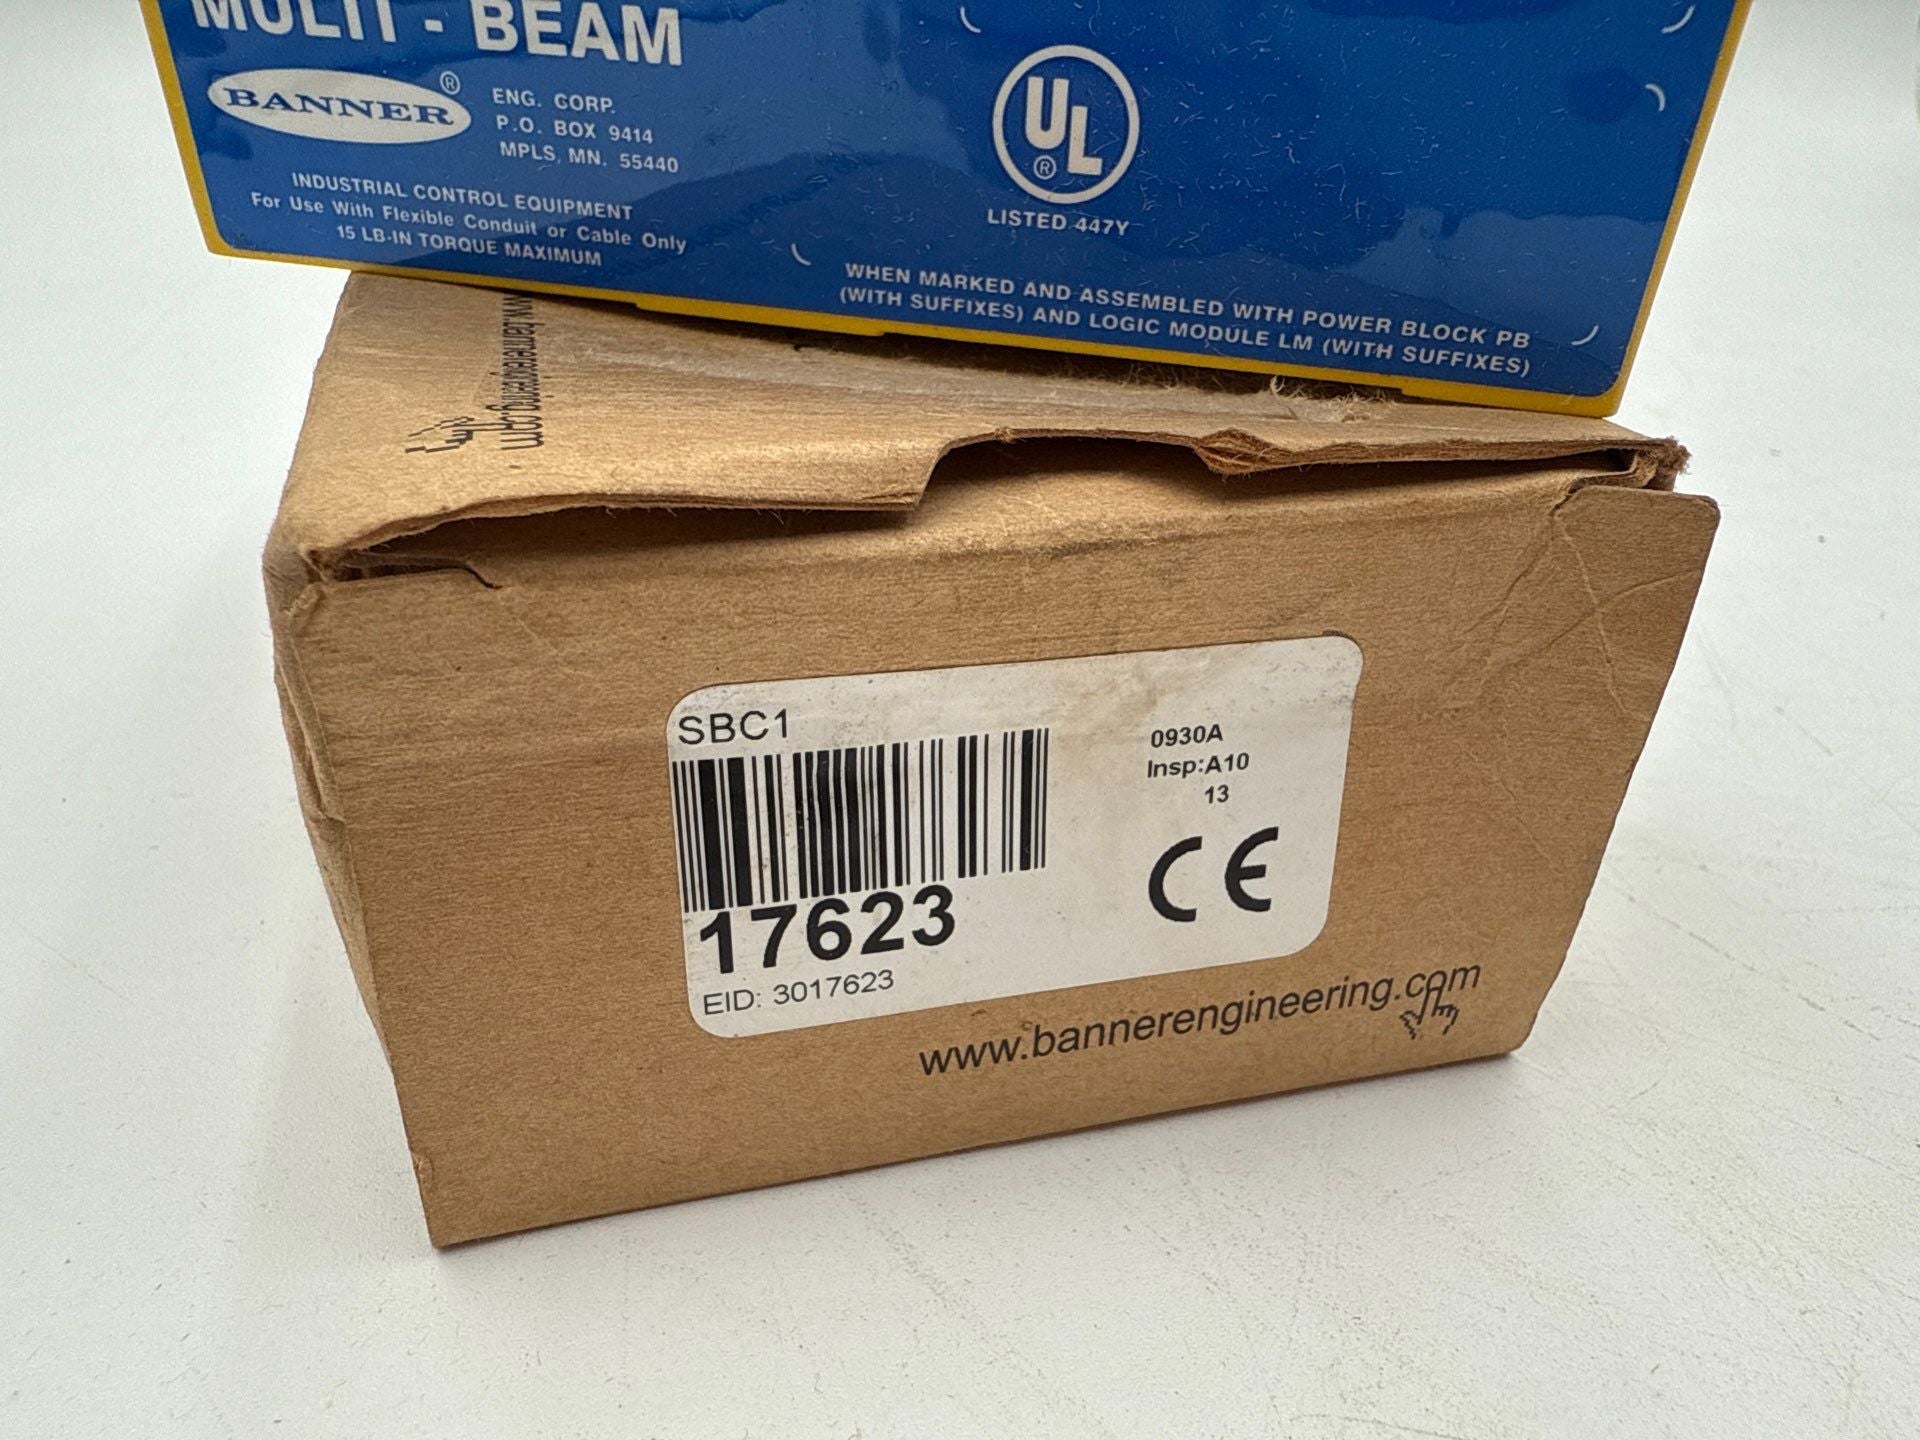 MULTI - BEAM
BANNER ®
ENG. CORP.
P.O. BOX 9414
MPLS, MN. 55440
INDUSTRIAL CONTROL EQUIPMENT
For Use With Flexible Conduit or Cable Only
15 LB-IN TORQUE MAXIMUM
UL ®
LISTED 447Y
WHEN MARKED AND ASSEMBLED WITH POWER BLOCK PB
(WITH SUFFIXES) AND LOGIC MODULE LM (WITH SUFFIXES)
www.bannerengineering.com
SBC1
17623
EID: 3017623
0930A
Insp:A10
13
CE
www.bannerengineering.com